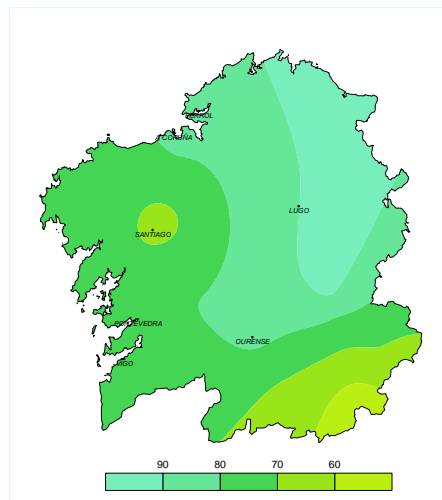 FERROL
A CORUÑA
LUGO
SANTIAGO
PONTEVEDRA
OURENSE
VIGO
90 80 70 60